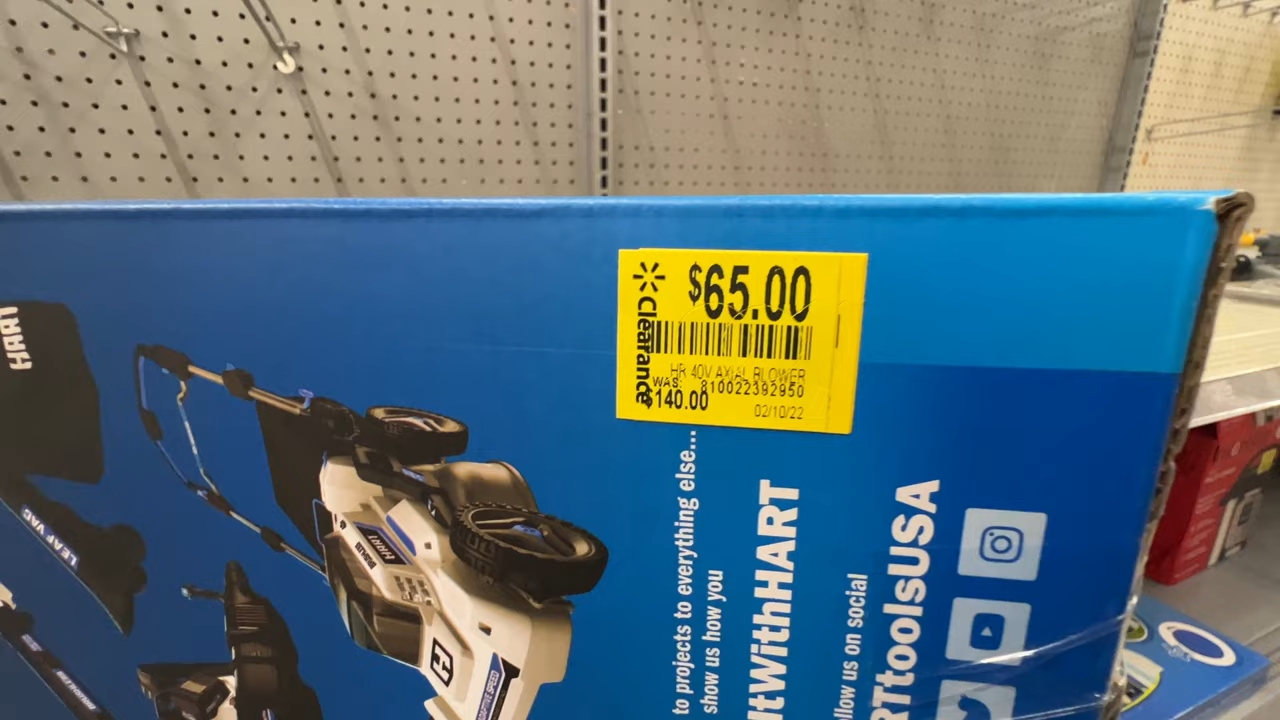 $65.00
Clearance
HR 40V AXIAL BLOWER
WAS: 810022392950
$140.00
02/10/22
HART
LEAF VAC
HART
to projects to everything else...
show us how you
ItWithHART
llow us on social
RTtoolsUSA